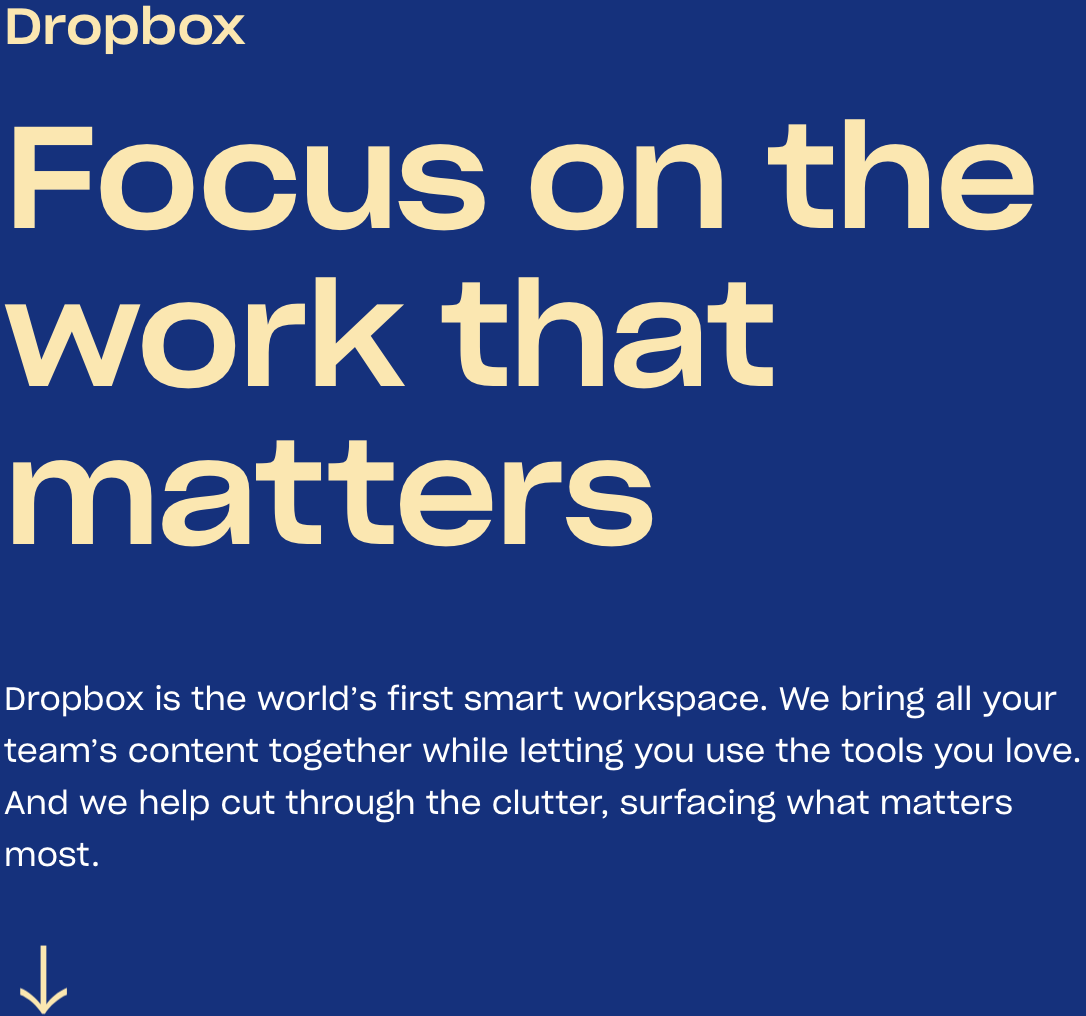 Dropbox
Focus on the
work that
matters
Dropbox is the world’s first smart workspace. We bring all your
team’s content together while letting you use the tools you love.
And we help cut through the clutter, surfacing what matters
most.